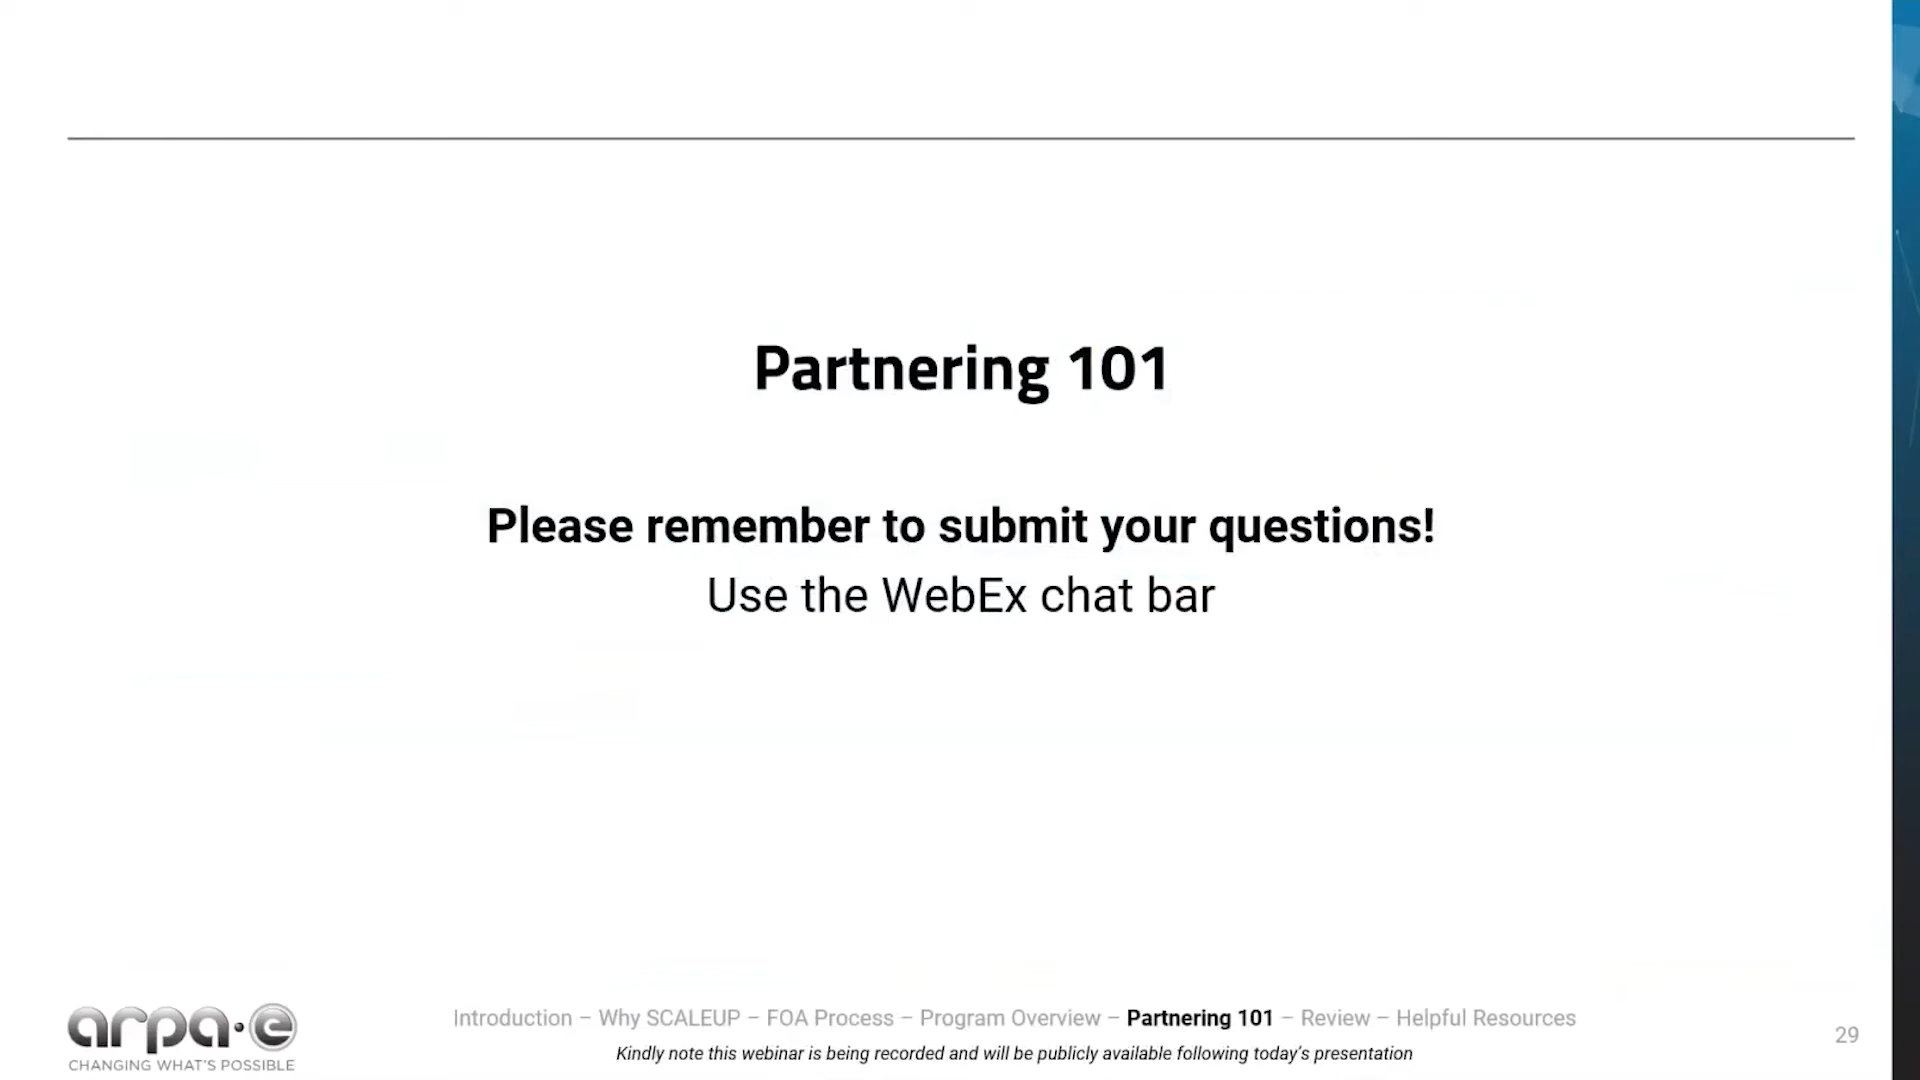 Partnering 101
Please remember to submit your questions!
Use the WebEx chat bar
arpa·e
CHANGING WHAT'S POSSIBLE
Introduction – Why SCALEUP – FOA Process – Program Overview – Partnering 101 – Review – Helpful Resources
Kindly note this webinar is being recorded and will be publicly available following today's presentation
29